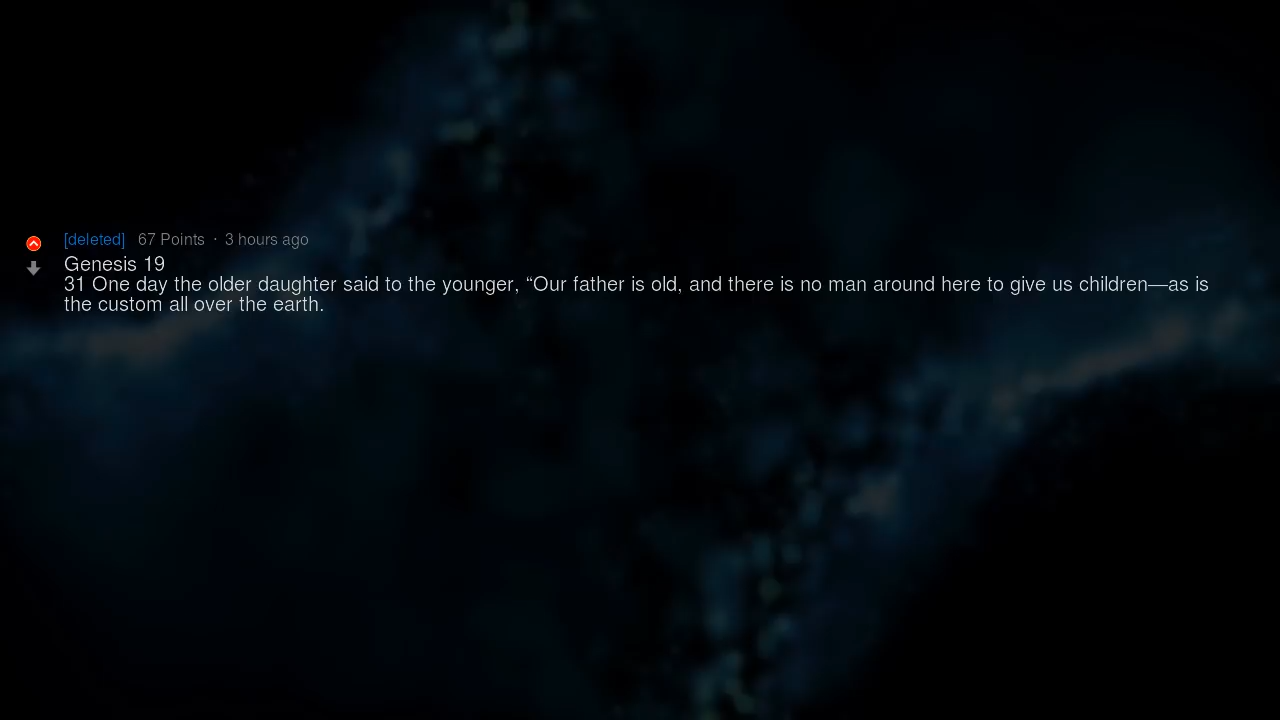 [deleted] 67 Points · 3 hours ago
Genesis 19
31 One day the older daughter said to the younger, “Our father is old, and there is no man around here to give us children—as is
the custom all over the earth.